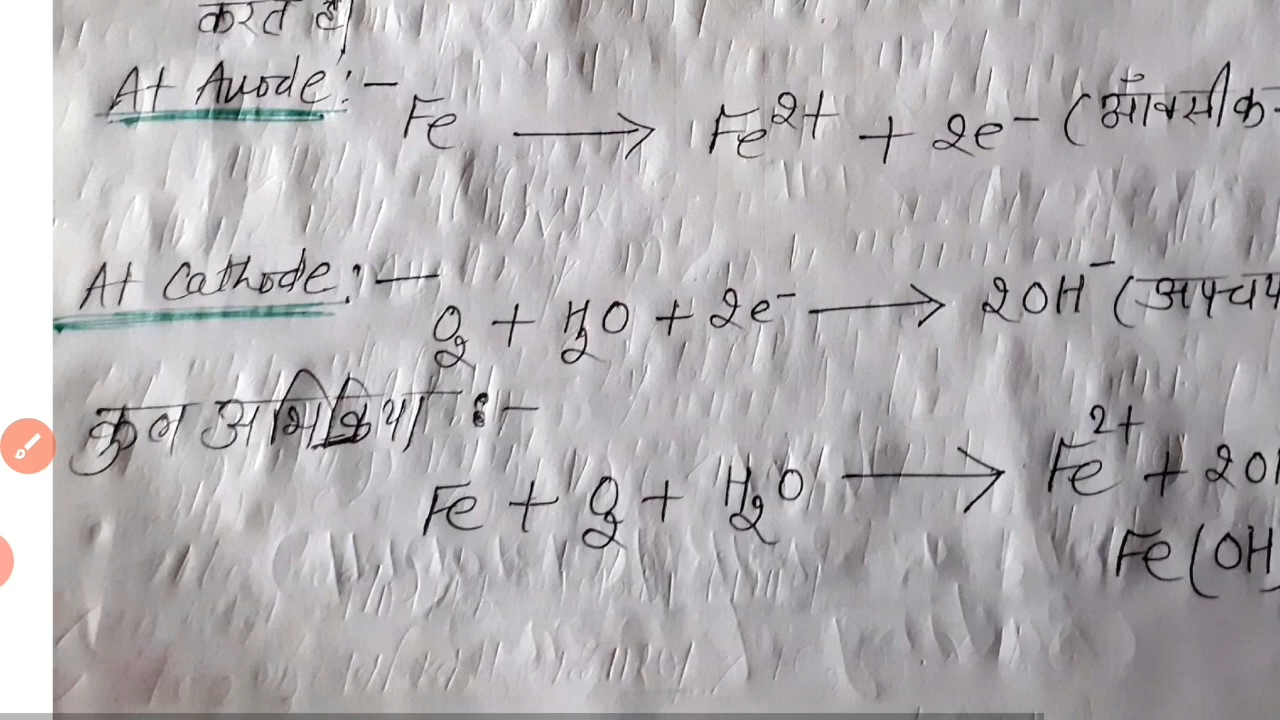 करते हैं।
At Anode:- Fe ⟶ Fe²⁺ + 2e⁻ (ऑक्सीक
At Cathode:- O₂ + H₂O + 2e⁻ ⟶ 2OH⁻ (अपचय
कुल अभिक्रिया :-
Fe + O₂ + H₂O ⟶ Fe²⁺ + 2OH
Fe(OH)